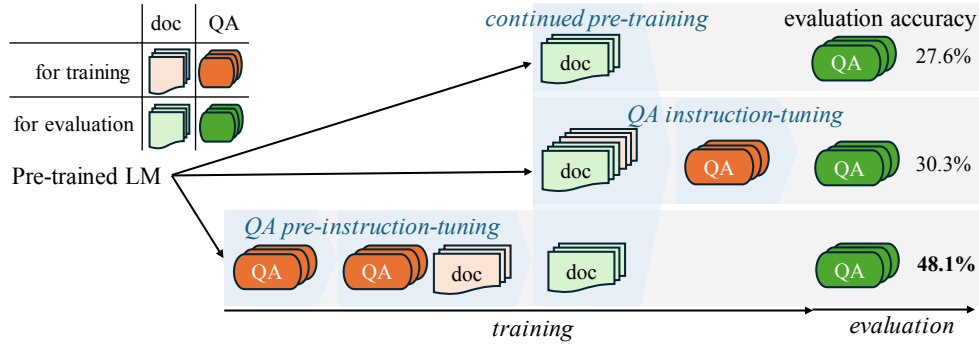 doc QA
for training
for evaluation
Pre-trained LM
continued pre-training
evaluation accuracy
doc
QA
27.6%
QA instruction-tuning
doc
QA
QA
30.3%
QA pre-instruction-tuning
QA
QA
doc
doc
QA
48.1%
training
evaluation